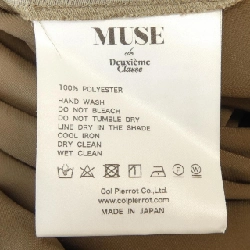 MUSE
de
Deuxième
Classe
100% POLYESTER
HAND WASH
DO NOT BLEACH
DO NOT TUMBLE DRY
LINE DRY IN THE SHADE
COOL IRON
DRY CLEAN
WET CLEAN
Col Pierrot Co.,Ltd
www.colpierrot.com
MADE IN JAPAN